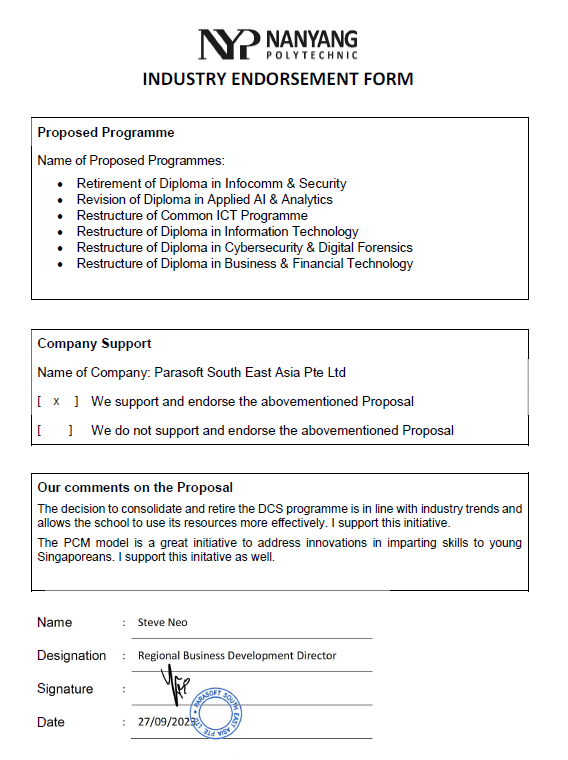 NYP NANYANG
POLYTECHNIC
INDUSTRY ENDORSEMENT FORM
Proposed Programme
Name of Proposed Programmes:
• Retirement of Diploma in Infocomm & Security
• Revision of Diploma in Applied AI & Analytics
• Restructure of Common ICT Programme
• Restructure of Diploma in Information Technology
• Restructure of Diploma in Cybersecurity & Digital Forensics
• Restructure of Diploma in Business & Financial Technology
Company Support
Name of Company: Parasoft South East Asia Pte Ltd
[ x ] We support and endorse the abovementioned Proposal
[ ] We do not support and endorse the abovementioned Proposal
Our comments on the Proposal
The decision to consolidate and retire the DCS programme is in line with industry trends and
allows the school to use its resources more effectively. I support this initiative.
The PCM model is a great initiative to address innovations in imparting skills to young
Singaporeans. I support this initative as well.
Name : Steve Neo
Designation : Regional Business Development Director
Signature :
Date : 27/09/2023
PARASOFT SOUTH EAST ASIA PTE LTD